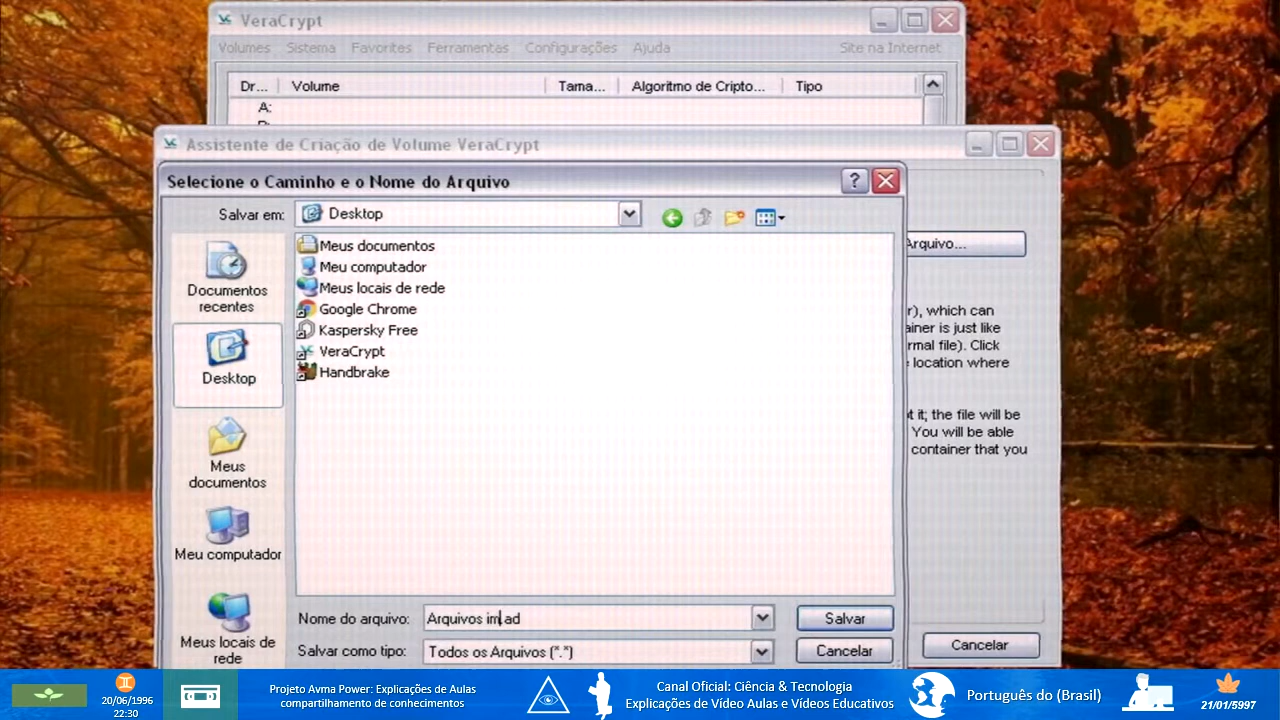 VeraCrypt
Volumes Sistema Favorites Ferramentas Configurações Ajuda Site na Internet
Dr... Volume Tama... Algoritmo de Cripto... Tipo
A:
Assistente de Criação de Volume VeraCrypt
Selecione o Caminho e o Nome do Arquivo
Salvar em: Desktop
Documentos
recentes
Desktop
Meus
documentos
Meu computador
Meus locais de
rede
Meus documentos
Meu computador
Meus locais de rede
Google Chrome
Kaspersky Free
VeraCrypt
Handbrake
Nome do arquivo: Arquivos im.ad Salvar
Salvar como tipo: Todos os Arquivos (*.*) Cancelar
Arquivo...
r), which can
ainer is just like
rmal file). Click
location where
t it; the file will be
You will be able
container that you
Cancelar
20/06/1996
22:30
Projeto Avma Power: Explicações de Aulas
compartilhamento de conhecimentos
Canal Oficial: Ciência & Tecnologia
Explicações de Vídeo Aulas e Vídeos Educativos
Português do (Brasil)
21/01/5997